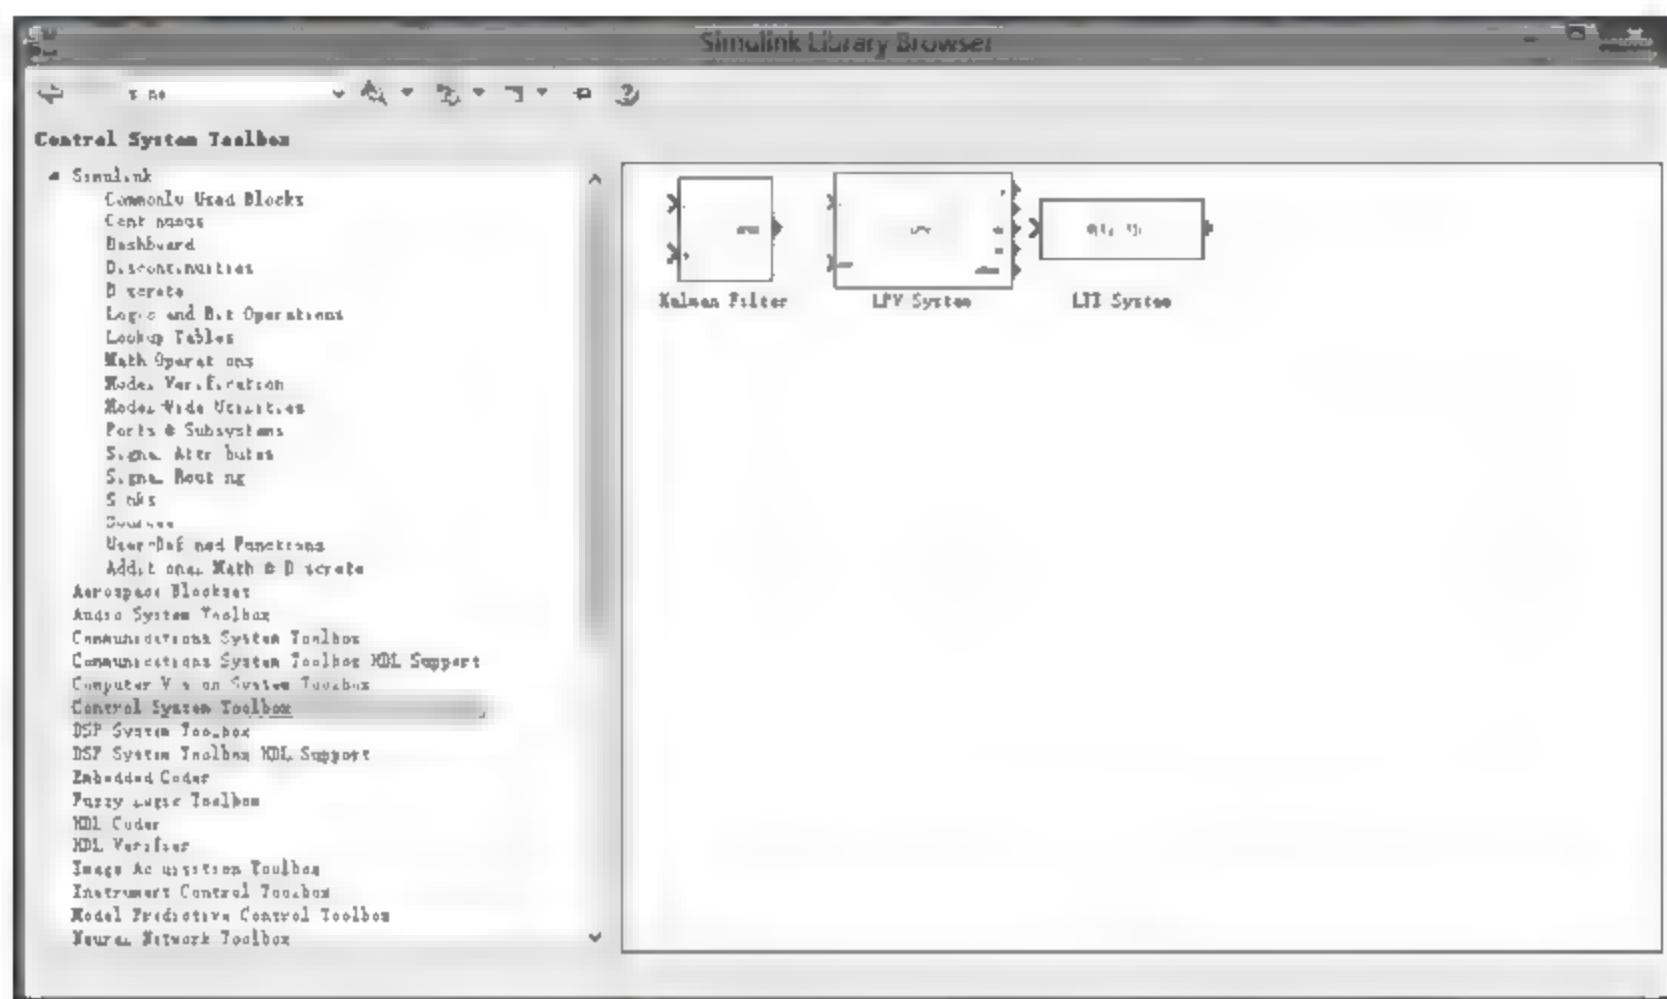 Simulink Library Browser
Control System Toolbox
Simulink
Commonly Used Blocks
Continuous
Dashboard
Discontinuities
Discrete
Logic and Bit Operations
Lookup Tables
Math Operations
Model Verification
Model-Wide Utilities
Ports & Subsystems
Signal Attributes
Signal Routing
Sinks
Sources
User-Defined Functions
Additional Math & Discrete
Aerospace Blockset
Audio System Toolbox
Communications System Toolbox
Communications System Toolbox HDL Support
Computer Vision System Toolbox
Control System Toolbox
DSP System Toolbox
DSP System Toolbox HDL Support
Embedded Coder
Fuzzy Logic Toolbox
HDL Coder
HDL Verifier
Image Acquisition Toolbox
Instrument Control Toolbox
Model Predictive Control Toolbox
Neural Network Toolbox
Kalman Filter
LPV System
LTI System